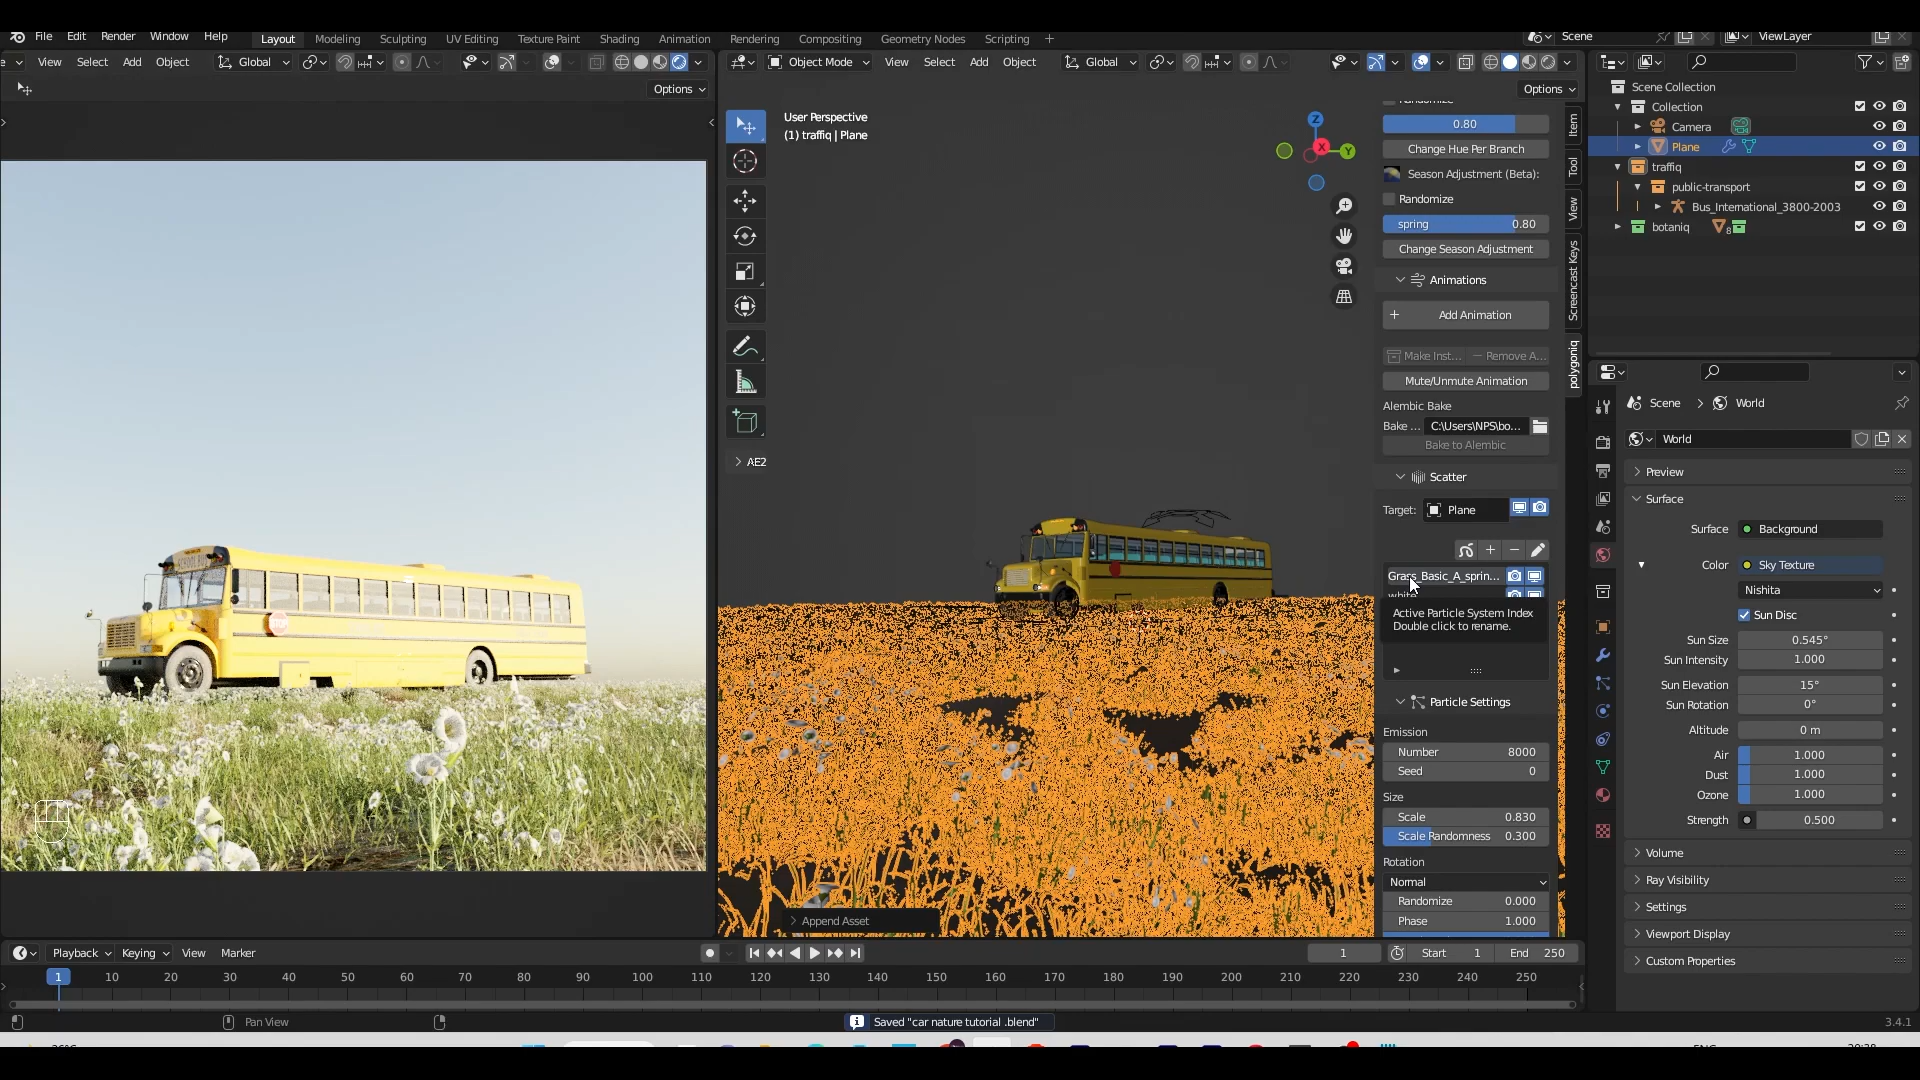 File Edit Render Window Help Layout Modeling Sculpting UV Editing Texture Paint Shading Animation Rendering Compositing Geometry Nodes Scripting + Scene ViewLayer
View Select Add Object Global Object Mode View Select Add Object Global
Options Options
User Perspective
(1) traffiq | Plane
Z
X
Y
AE2
Append Asset
SCHOOL BUS
STOP
0.80
Change Hue Per Branch
Season Adjustment (Beta):
Randomize
spring 0.80
Change Season Adjustment
Animations
+ Add Animation
Make Inst... Remove A...
Mute/Unmute Animation
Alembic Bake
Bake ... C:\Users\NPS\bo...
Bake to Alembic
Scatter
Target: Plane
Grass_Basic_A_sprin...
Active Particle System Index
Double click to rename.
Particle Settings
Emission
Number 8000
Seed 0
Size
Scale 0.830
Scale Randomness 0.300
Rotation
Normal
Randomize 0.000
Phase 1.000
Item
Tool
View
Screencast Keys
polygoniq
Scene Collection
Collection
Camera
Plane
traffiq
public-transport
Bus_International_3800-2003
botaniq 8
Scene > World
World
Preview
Surface
Surface Background
Color Sky Texture
Nishita
Sun Disc
Sun Size 0.545°
Sun Intensity 1.000
Sun Elevation 15°
Sun Rotation 0°
Altitude 0 m
Air 1.000
Dust 1.000
Ozone 1.000
Strength 0.500
Volume
Ray Visibility
Settings
Viewport Display
Custom Properties
Playback Keying View Marker 1 Start 1 End 250
1 10 20 30 40 50 60 70 80 90 100 110 120 130 140 150 160 170 180 190 200 210 220 230 240 250
Pan View Saved "car nature tutorial .blend" 3.4.1